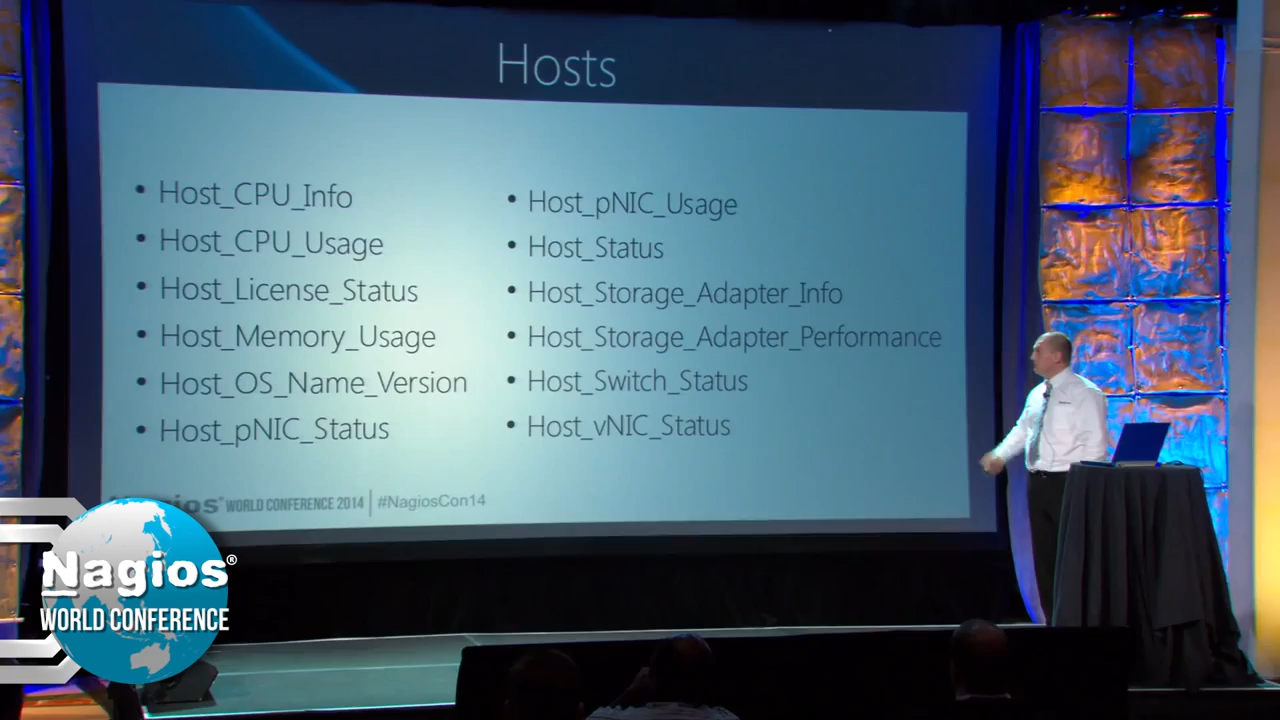 Hosts
• Host_CPU_Info
• Host_CPU_Usage
• Host_License_Status
• Host_Memory_Usage
• Host_OS_Name_Version
• Host_pNIC_Status
• Host_pNIC_Usage
• Host_Status
• Host_Storage_Adapter_Info
• Host_Storage_Adapter_Performance
• Host_Switch_Status
• Host_vNIC_Status
Nagios® WORLD CONFERENCE 2014 | #NagiosCon14
Nagios®
WORLD CONFERENCE